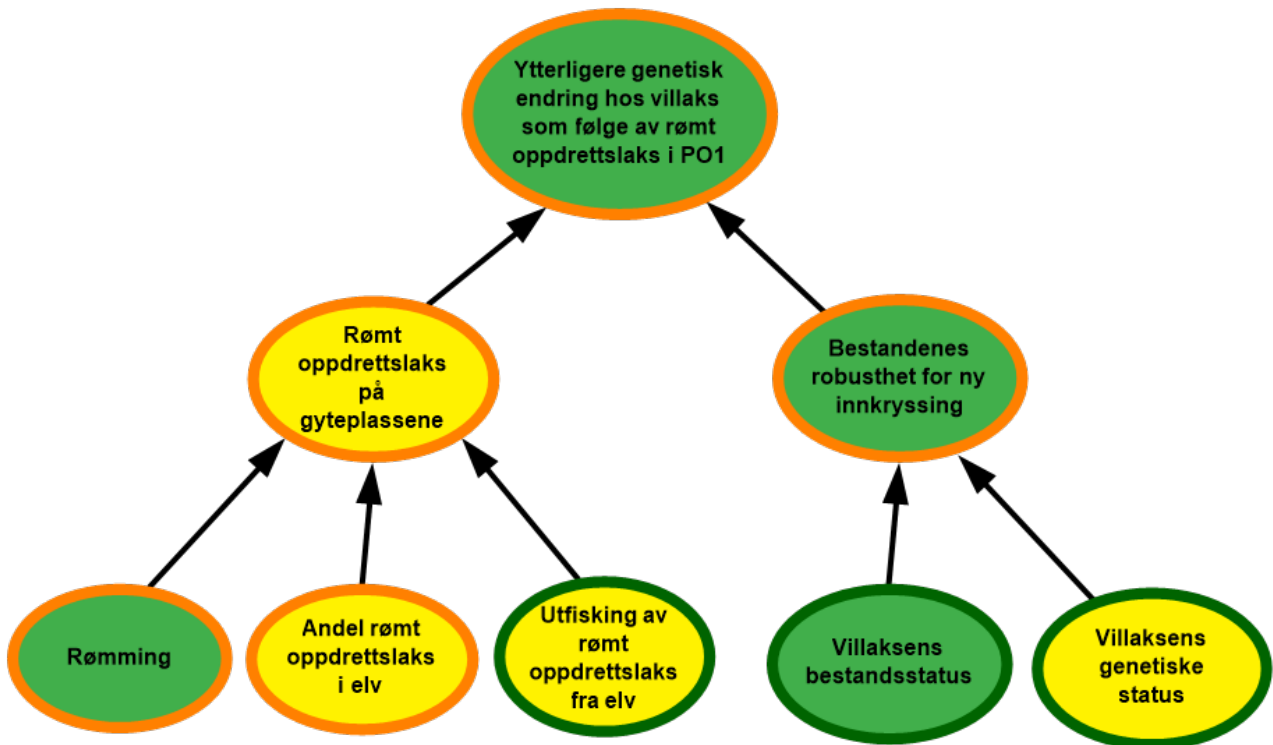 Ytterligere genetisk
endring hos villaks
som følge av rømt
oppdrettslaks i PO1
Rømt
oppdrettslaks
på
gyteplassene
Bestandenes
robusthet for ny
innkryssing
Rømming
Andel rømt
oppdrettslaks
i elv
Utfisking av
rømt
oppdrettslaks
fra elv
Villaksens
bestandsstatus
Villaksens
genetiske
status